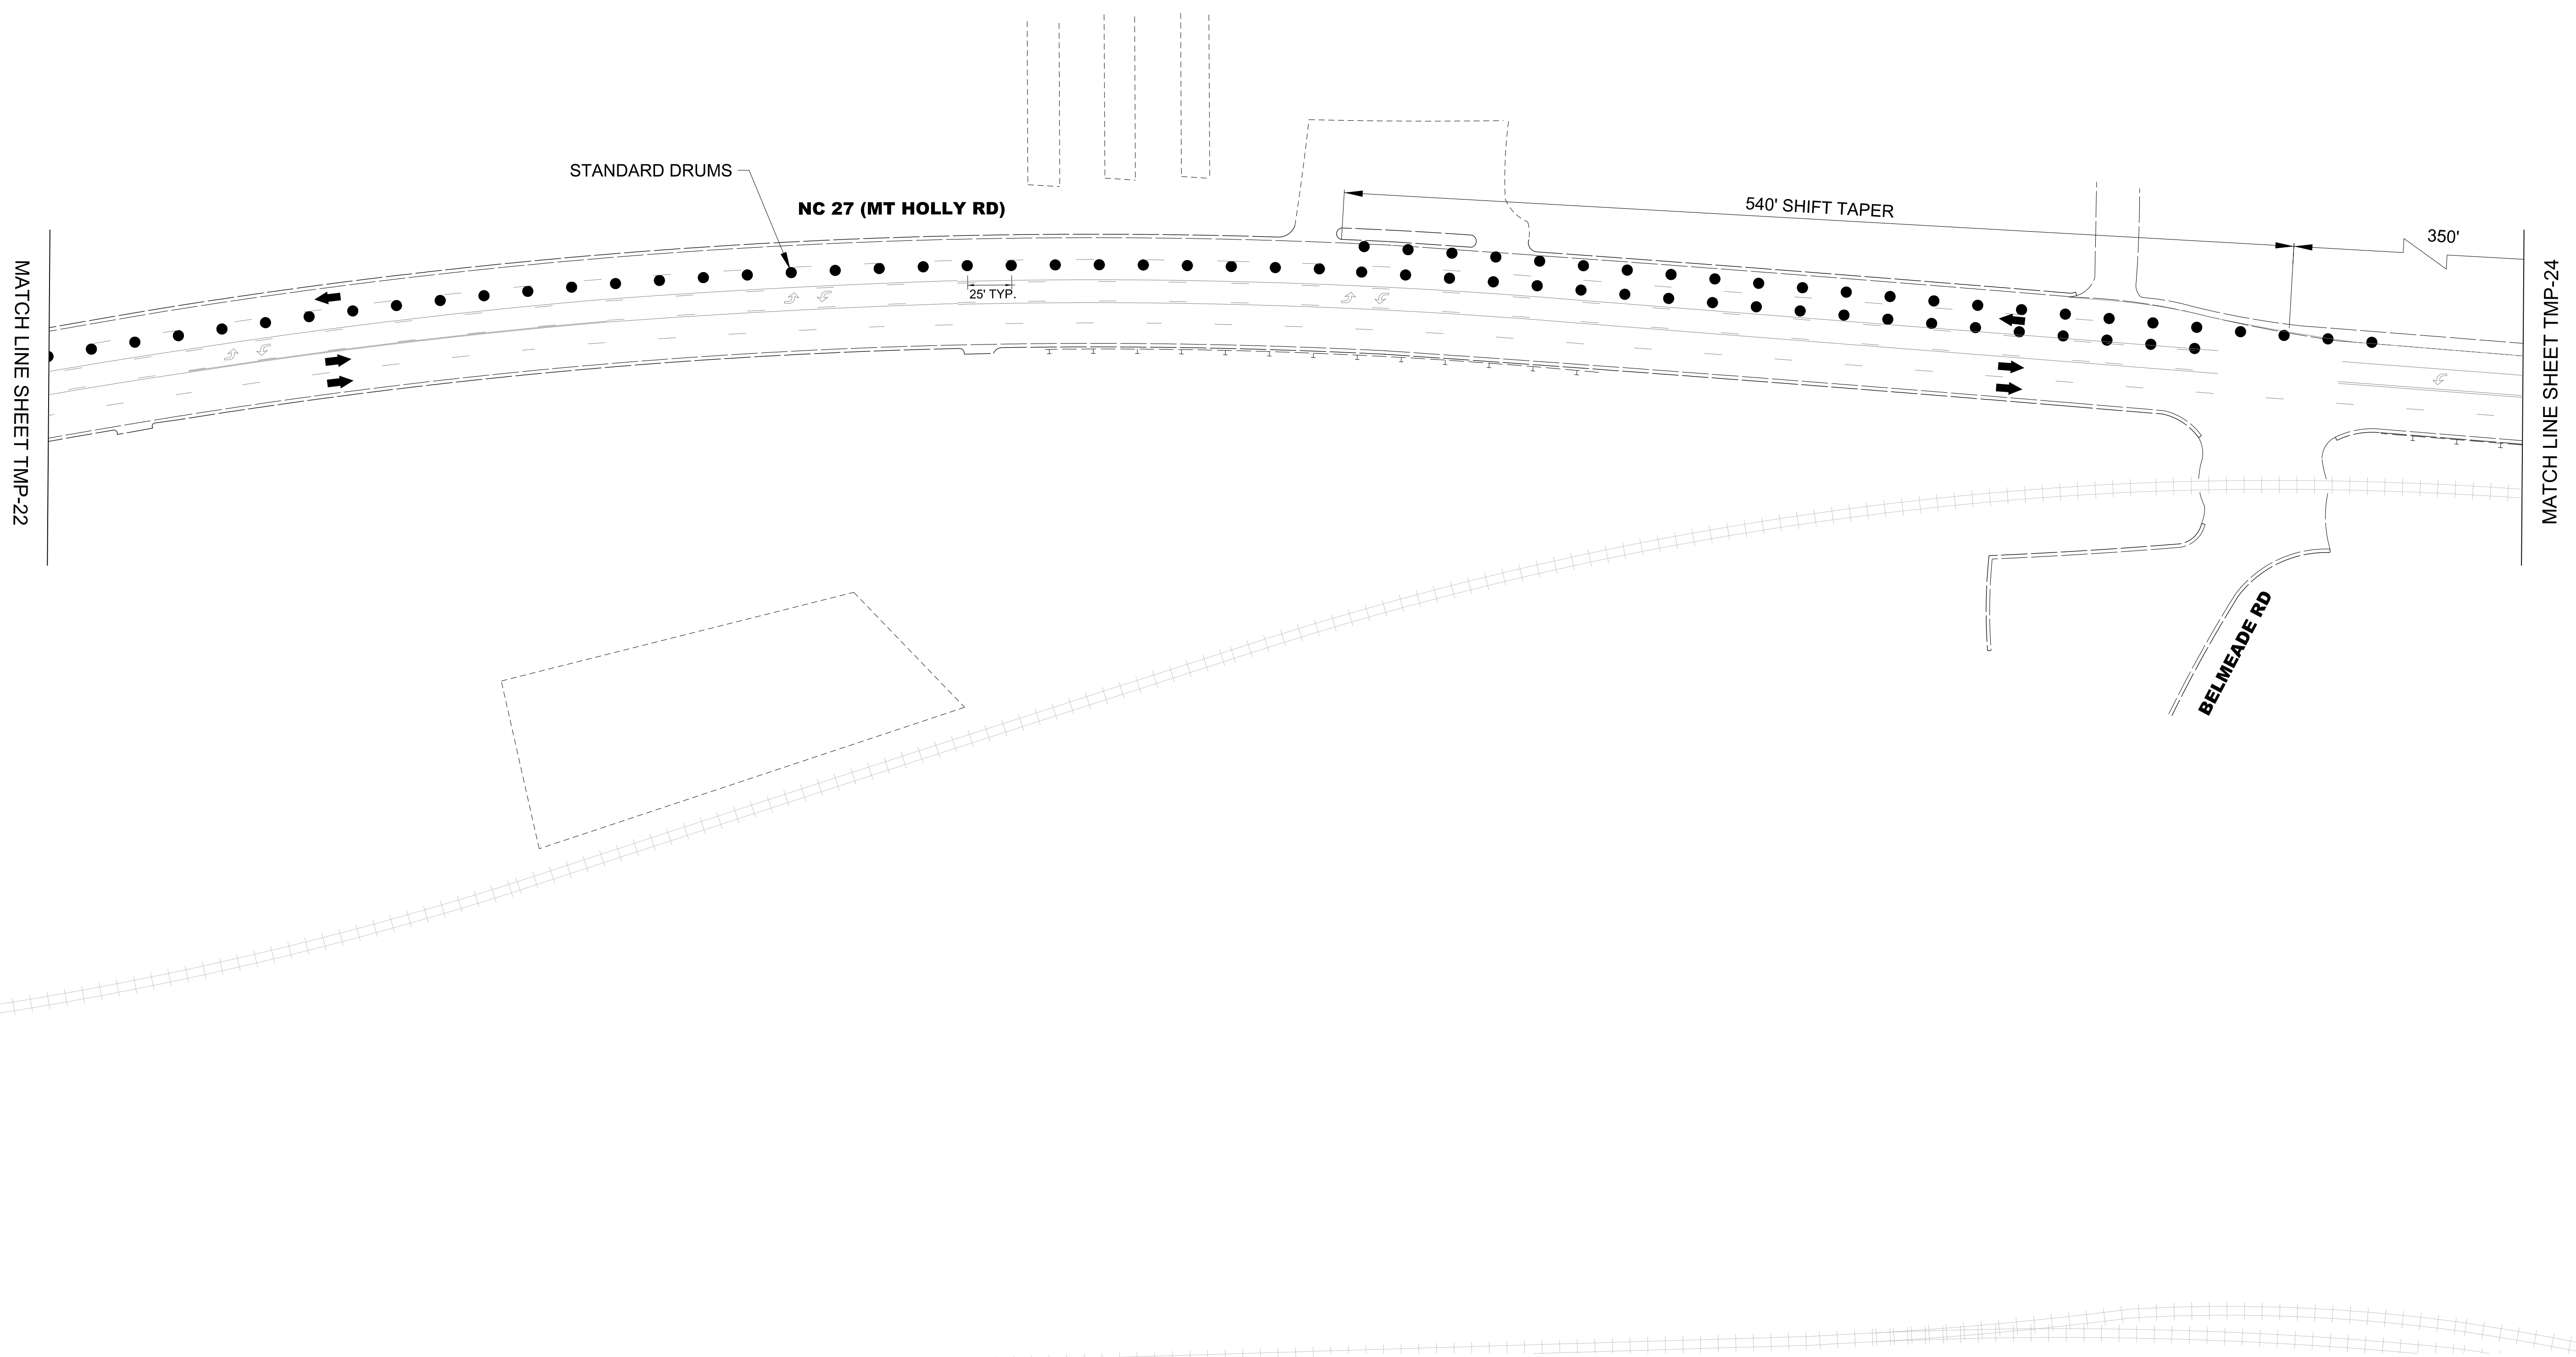 STANDARD DRUMS
NC 27 (MT HOLLY RD)
540' SHIFT TAPER
350'
25' TYP.
MATCH LINE SHEET TMP-22
MATCH LINE SHEET TMP-24
BELMEADE RD